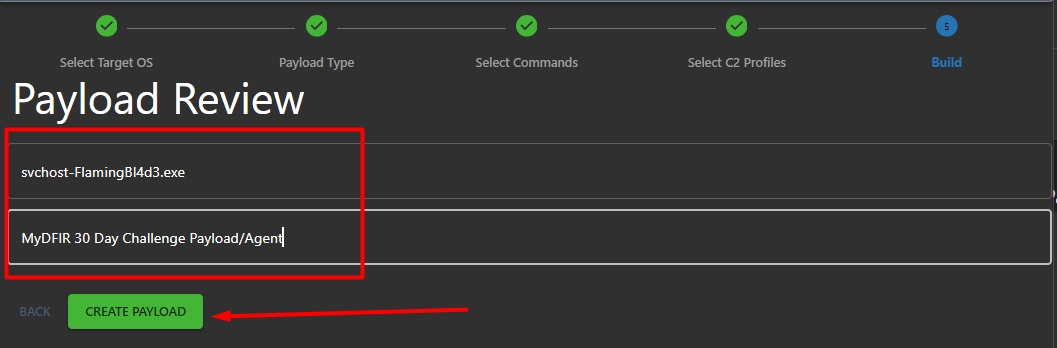 5
Select Target OS
Payload Type
Select Commands
Select C2 Profiles
Build
Payload Review
svchost-FlamingBl4d3.exe
MyDFIR 30 Day Challenge Payload/Agent
BACK
CREATE PAYLOAD